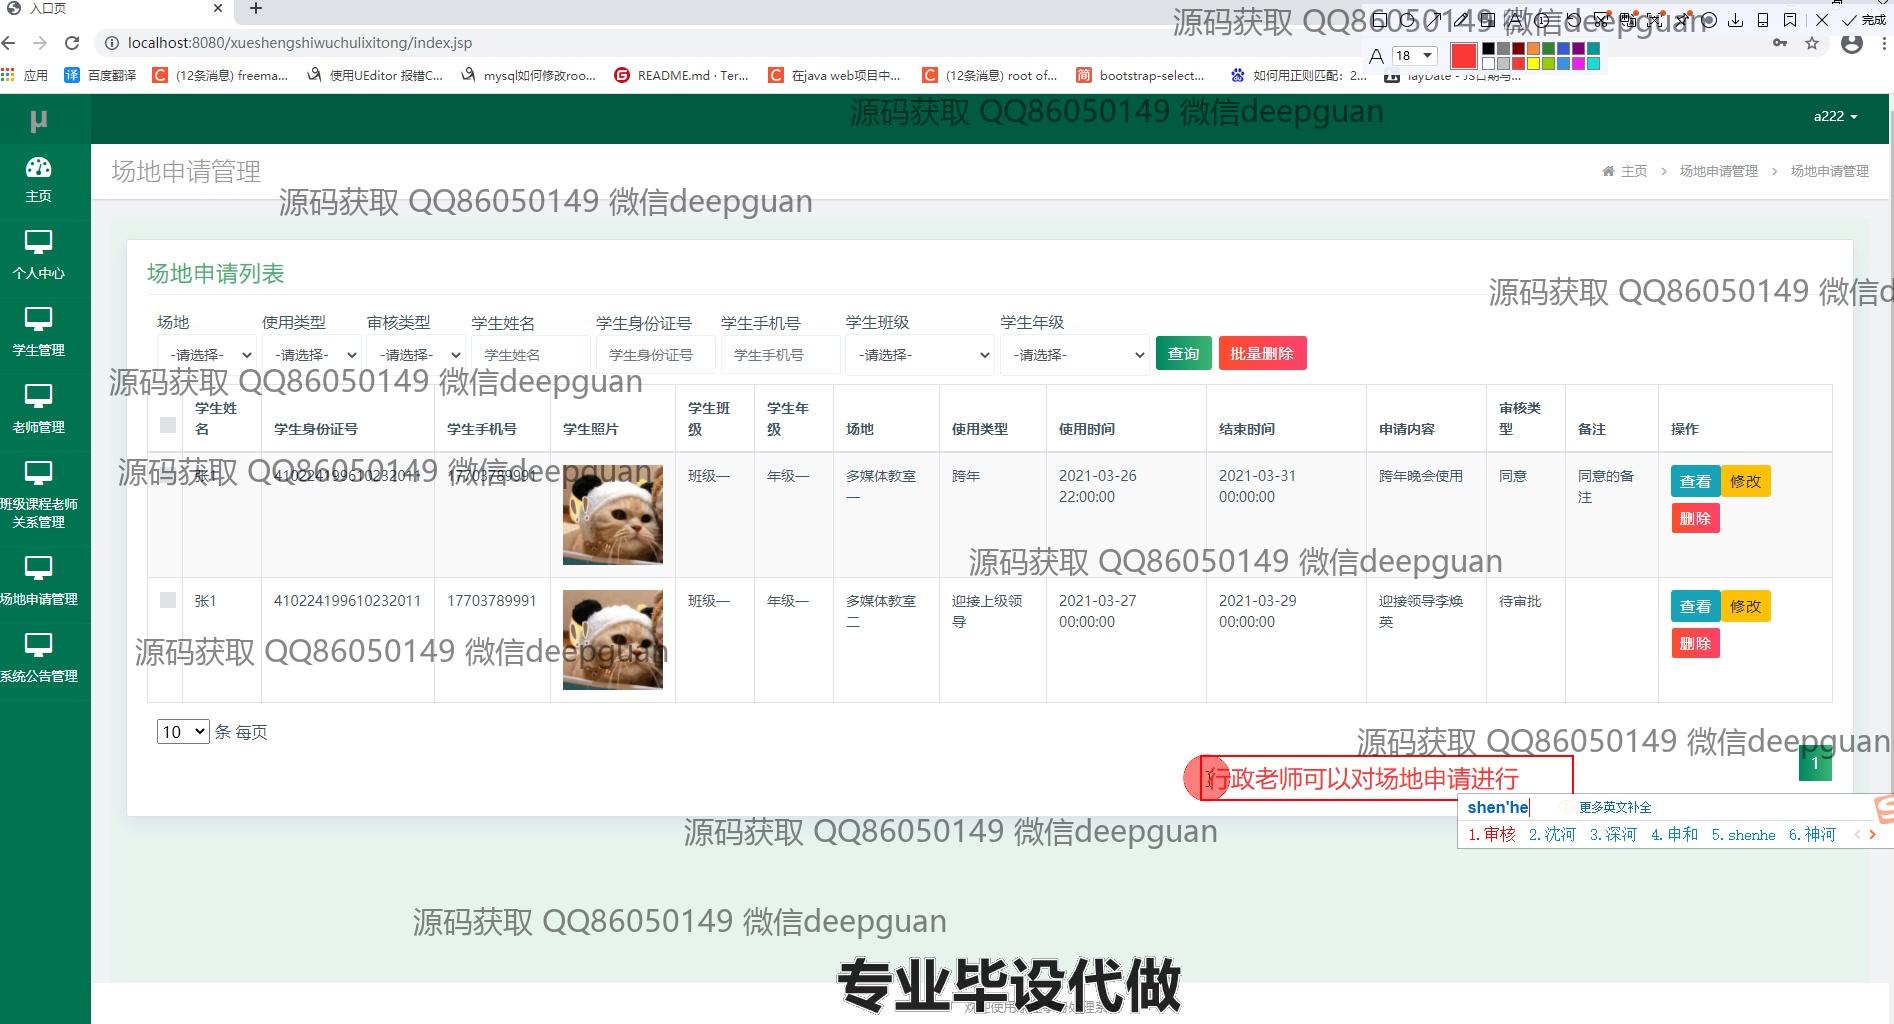 入口页
源码获取 QQ86050149 微信deepguan
完成
localhost:8080/xueshengshiwuchulixitong/index.jsp
A 18
应用 百度翻译 (12条消息) freema... 使用UEditor 报错C... mysql如何修改roo... README.md · Ter... 在java web项目中... (12条消息) root of... bootstrap-select... 如何用正则匹配：2... layDate - JS日期与...
源码获取 QQ86050149 微信deepguan
μ
a222
主页
个人中心
学生管理
老师管理
班级课程老师
关系管理
场地申请管理
系统公告管理
场地申请管理
主页 > 场地申请管理 > 场地申请管理
源码获取 QQ86050149 微信deepguan
场地申请列表
源码获取 QQ86050149 微信d
场地 使用类型 审核类型 学生姓名 学生身份证号 学生手机号 学生班级 学生年级
-请选择- -请选择- -请选择- 学生姓名 学生身份证号 学生手机号 -请选择- -请选择- 查询 批量删除
源码获取 QQ86050149 微信deepguan
学生姓名 学生身份证号 学生手机号 学生照片 学生班级 学生年级 场地 使用类型 使用时间 结束时间 申请内容 审核类型 备注 操作
源码获取 QQ86050149 微信deepguan
张1 410224199610232011 17703789991 班级一 年级一 多媒体教室一 跨年 2021-03-26 22:00:00 2021-03-31 00:00:00 跨年晚会使用 同意 同意的备注 查看 修改
删除
源码获取 QQ86050149 微信deepguan
张1 410224199610232011 17703789991 班级一 年级一 多媒体教室二 迎接上级领导 2021-03-27 00:00:00 2021-03-29 00:00:00 迎接领导李焕英 待审批 查看 修改
删除
源码获取 QQ86050149 微信deepguan
10 条 每页
源码获取 QQ86050149 微信deepguan
1
行政老师可以对场地申请进行
shen'he 更多英文补全
1.审核 2.沈河 3.深河 4.申和 5.shenhe 6.神河
源码获取 QQ86050149 微信deepguan
源码获取 QQ86050149 微信deepguan
专业毕设代做